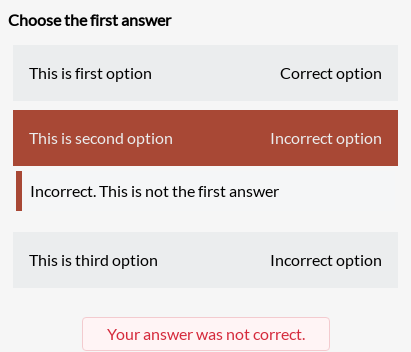 Choose the first answer
This is first option Correct option
This is second option Incorrect option
Incorrect. This is not the first answer
This is third option Incorrect option
Your answer was not correct.